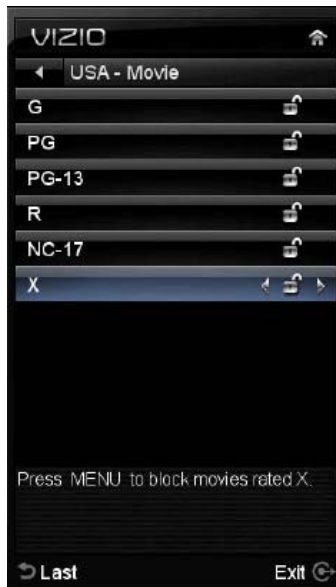 VIZIO
USA - Movie
G
PG
PG-13
R
NC-17
X
Press MENU to block movies rated X.
Last Exit